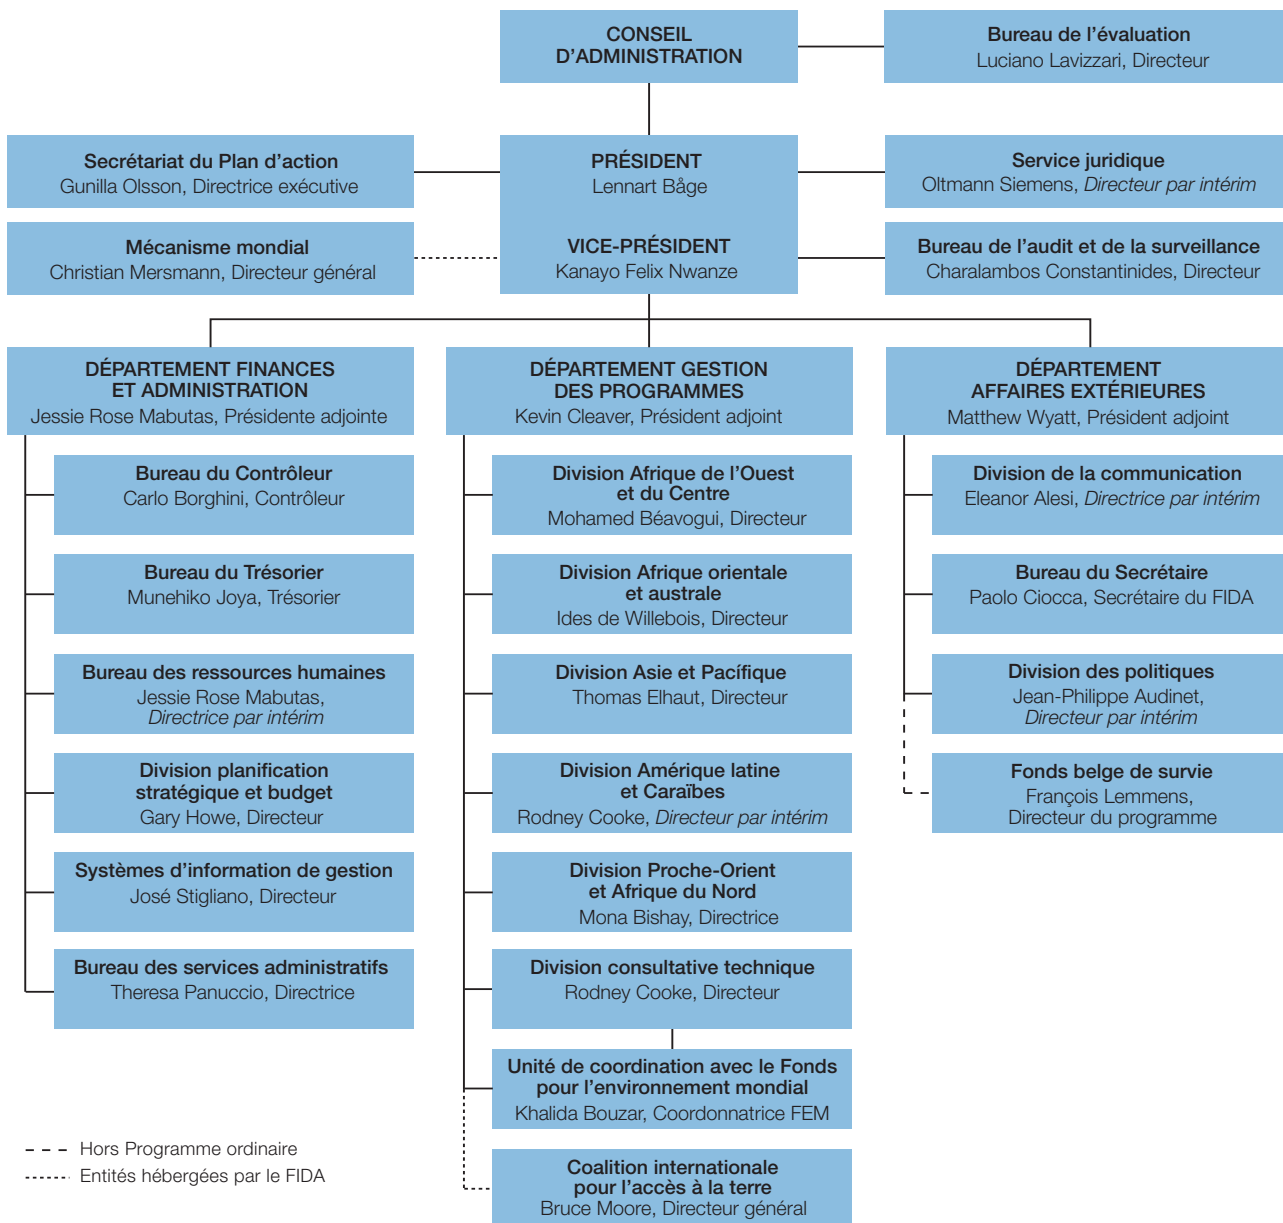 CONSEIL
D'ADMINISTRATION
Bureau de l'évaluation
Luciano Lavizzari, Directeur
Secrétariat du Plan d'action
Gunilla Olsson, Directrice exécutive
PRÉSIDENT
Lennart Båge
Service juridique
Oltmann Siemens, Directeur par intérim
Mécanisme mondial
Christian Mersmann, Directeur général
VICE-PRÉSIDENT
Kanayo Felix Nwanze
Bureau de l'audit et de la surveillance
Charalambos Constantinides, Directeur
DÉPARTEMENT FINANCES
ET ADMINISTRATION
Jessie Rose Mabutas, Présidente adjointe
Bureau du Contrôleur
Carlo Borghini, Contrôleur
Bureau du Trésorier
Munehiko Joya, Trésorier
Bureau des ressources humaines
Jessie Rose Mabutas,
Directrice par intérim
Division planification
stratégique et budget
Gary Howe, Directeur
Systèmes d'information de gestion
José Stigliano, Directeur
Bureau des services administratifs
Theresa Panuccio, Directrice
DÉPARTEMENT GESTION
DES PROGRAMMES
Kevin Cleaver, Président adjoint
Division Afrique de l'Ouest
et du Centre
Mohamed Béavogui, Directeur
Division Afrique orientale
et australe
Ides de Willebois, Directeur
Division Asie et Pacifique
Thomas Elhaut, Directeur
Division Amérique latine
et Caraïbes
Rodney Cooke, Directeur par intérim
Division Proche-Orient
et Afrique du Nord
Mona Bishay, Directrice
Division consultative technique
Rodney Cooke, Directeur
Unité de coordination avec le Fonds
pour l'environnement mondial
Khalida Bouzar, Coordonnatrice FEM
Coalition internationale
pour l'accès à la terre
Bruce Moore, Directeur général
DÉPARTEMENT
AFFAIRES EXTÉRIEURES
Matthew Wyatt, Président adjoint
Division de la communication
Eleanor Alesi, Directrice par intérim
Bureau du Secrétaire
Paolo Ciocca, Secrétaire du FIDA
Division des politiques
Jean-Philippe Audinet,
Directeur par intérim
Fonds belge de survie
François Lemmens,
Directeur du programme
Hors Programme ordinaire
Entités hébergées par le FIDA